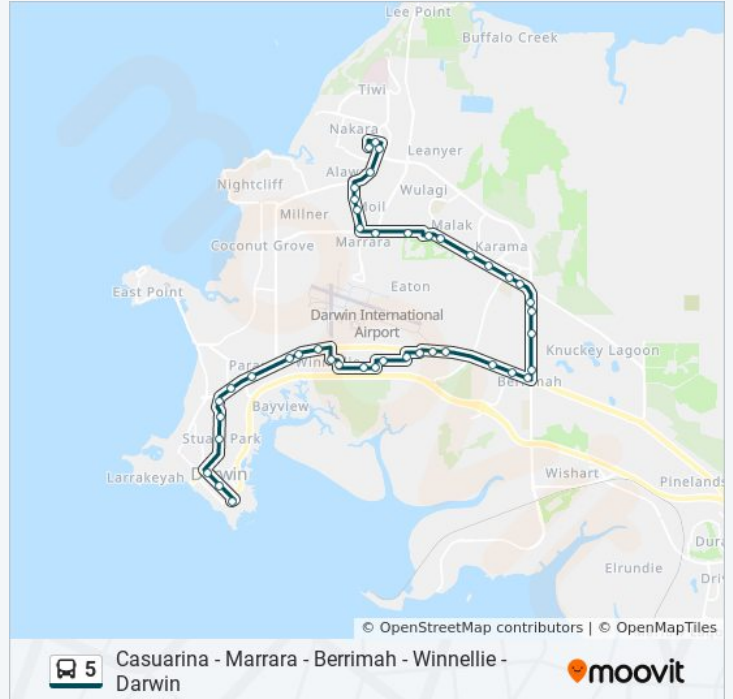 Lee Point
Buffalo Creek
Tiwi
Nakara
Leanyer
Alawa
Nightcliff
Wulagi
Moil
Millner
Malak
Coconut Grove
Marrara
Karama
East Point
Eaton
Darwin International
Airport
Knuckey Lagoon
Winnellie
Berrimah
Bayview
Stuart Park
Larrakeyah
Darwin
Wishart
Pinelands
Elrundie
© OpenStreetMap contributors | © OpenMapTiles
5
Casuarina - Marrara - Berrimah - Winnellie -
Darwin
moovit